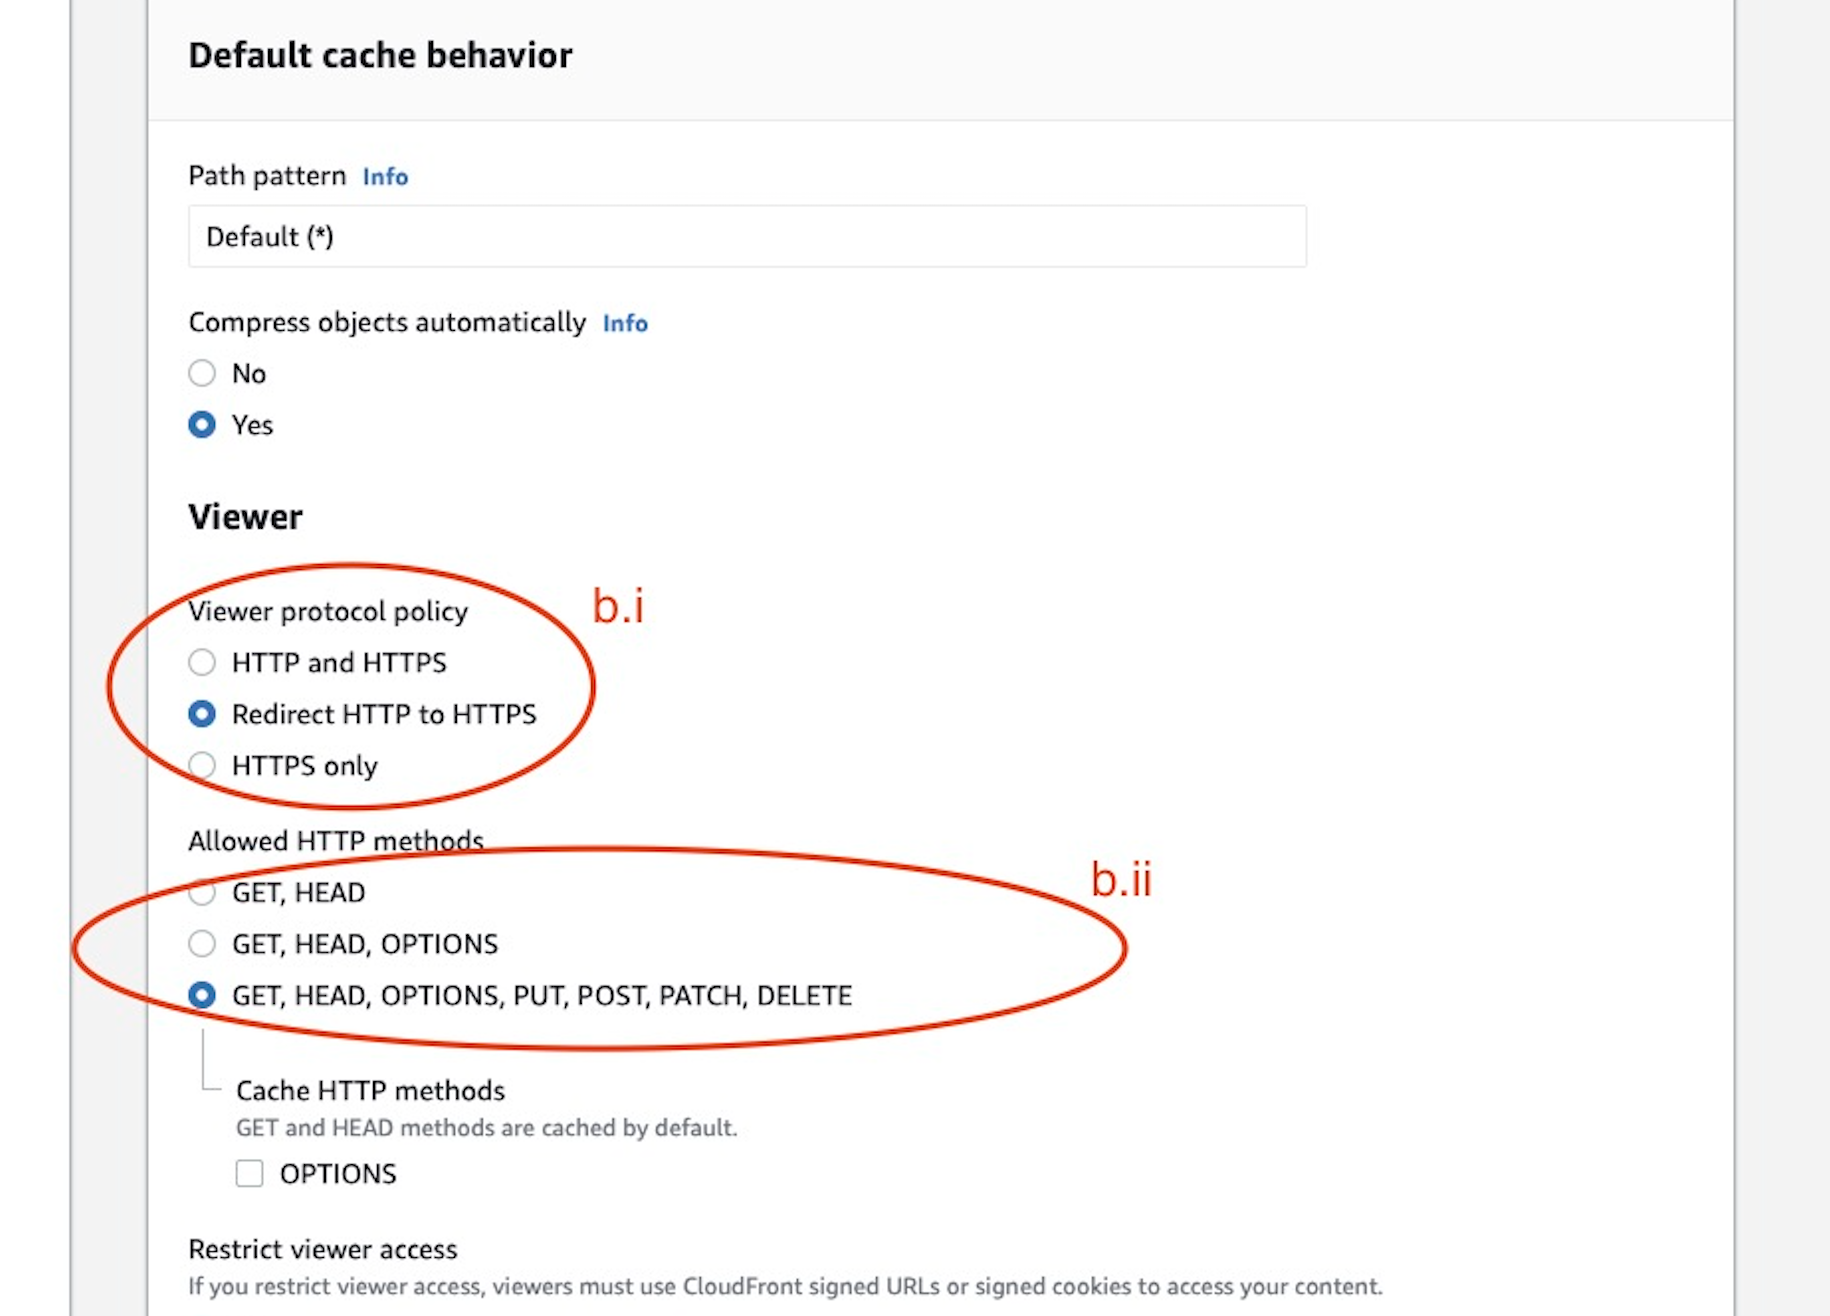 Default cache behavior
Path pattern Info
Default (*)
Compress objects automatically Info
No
Yes
Viewer
b.i
Viewer protocol policy
HTTP and HTTPS
Redirect HTTP to HTTPS
HTTPS only
Allowed HTTP methods
b.ii
GET, HEAD
GET, HEAD, OPTIONS
GET, HEAD, OPTIONS, PUT, POST, PATCH, DELETE
Cache HTTP methods
GET and HEAD methods are cached by default.
OPTIONS
Restrict viewer access
If you restrict viewer access, viewers must use CloudFront signed URLs or signed cookies to access your content.